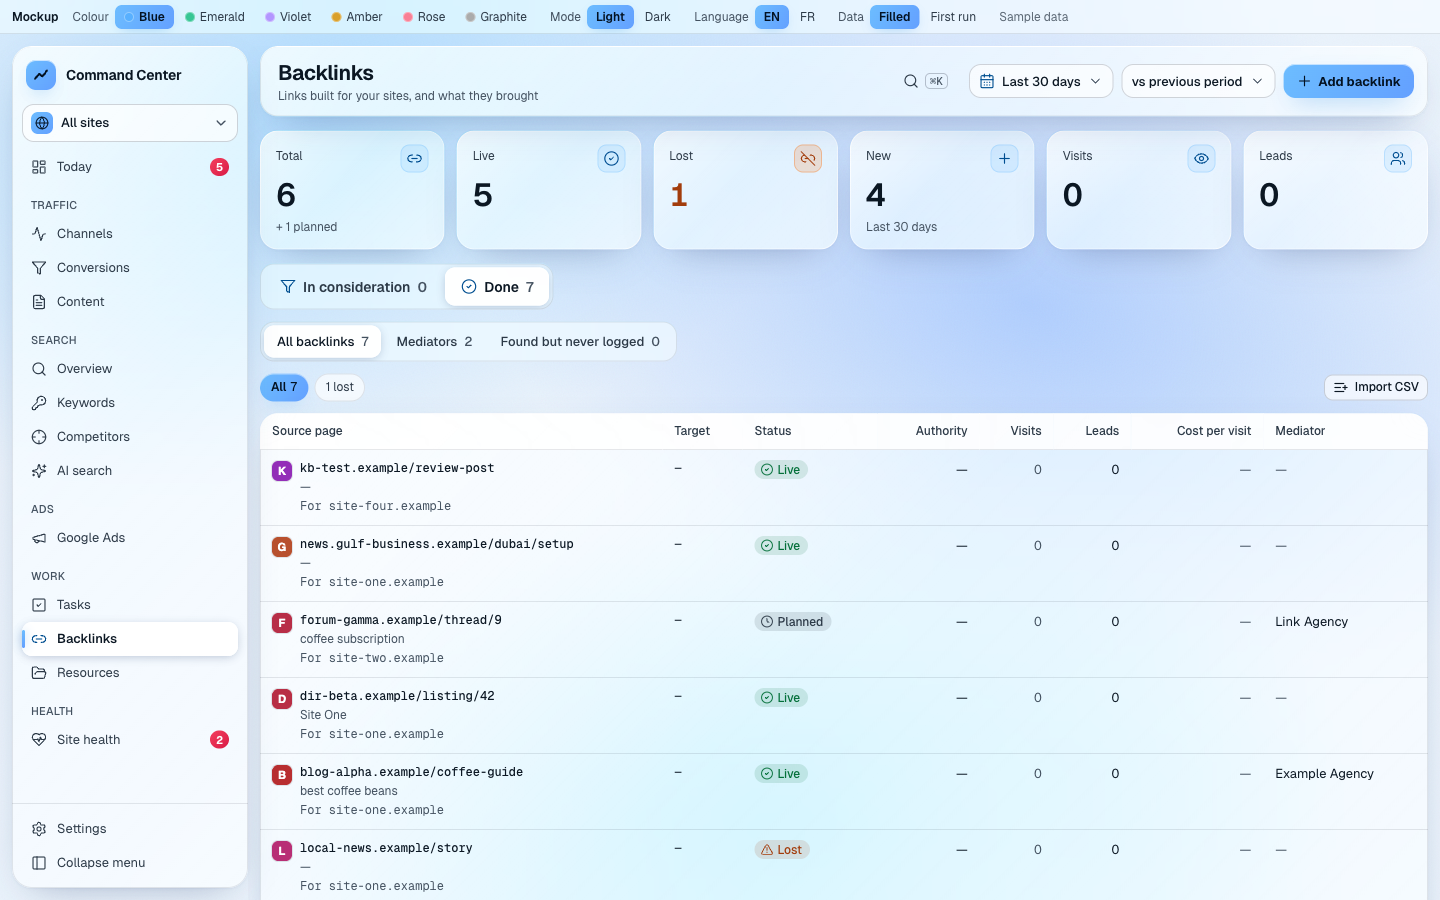 Mockup Colour Blue Emerald Violet Amber Rose Graphite Mode Light Dark Language EN FR Data Filled First run Sample data
Command Center
All sites
Today 5
TRAFFIC
Channels
Conversions
Content
SEARCH
Overview
Keywords
Competitors
AI search
ADS
Google Ads
WORK
Tasks
Backlinks
Resources
HEALTH
Site health 2
Settings
Collapse menu
Backlinks
Links built for your sites, and what they brought
⌘K Last 30 days vs previous period Add backlink
Total Live Lost New Visits Leads
6 5 1 4 0 0
+ 1 planned Last 30 days
In consideration 0 Done 7
All backlinks 7 Mediators 2 Found but never logged 0
All 7 1 lost Import CSV
Source page Target Status Authority Visits Leads Cost per visit Mediator
K kb-test.example/review-post – Live — 0 0 — —
—
For site-four.example
G news.gulf-business.example/dubai/setup – Live — 0 0 — —
—
For site-one.example
F forum-gamma.example/thread/9 – Planned — 0 0 — Link Agency
coffee subscription
For site-two.example
D dir-beta.example/listing/42 – Live — 0 0 — —
Site One
For site-one.example
B blog-alpha.example/coffee-guide – Live — 0 0 — Example Agency
best coffee beans
For site-one.example
L local-news.example/story – Lost — 0 0 — —
—
For site-one.example